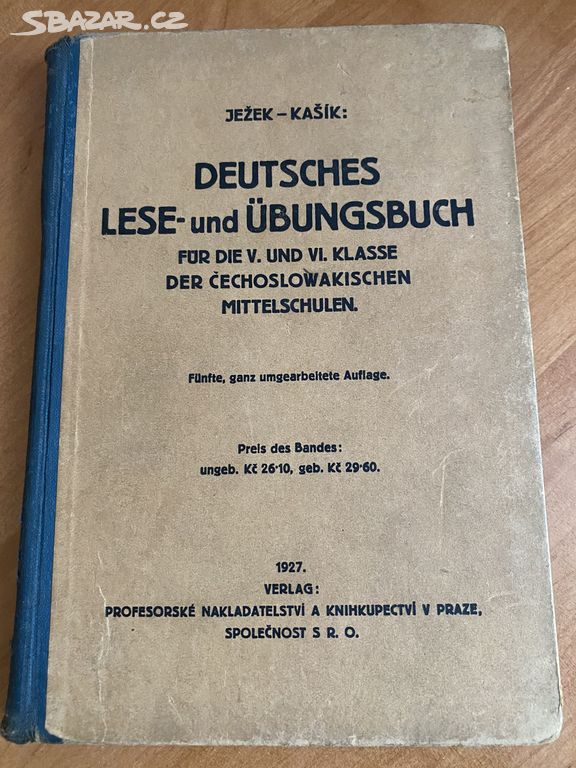 SBAZAR.CZ
JEŽEK – KAŠÍK:
DEUTSCHES
LESE- und ÜBUNGSBUCH
FÜR DIE V. UND VI. KLASSE
DER ČECHOSLOWAKISCHEN
MITTELSCHULEN.
Fünfte, ganz umgearbeitete Auflage.
Preis des Bandes:
ungeb. Kč 26·10, geb. Kč 29·60.
1927.
VERLAG:
PROFESORSKÉ NAKLADATELSTVÍ A KNIHKUPECTVÍ V PRAZE,
SPOLEČNOST S R. O.